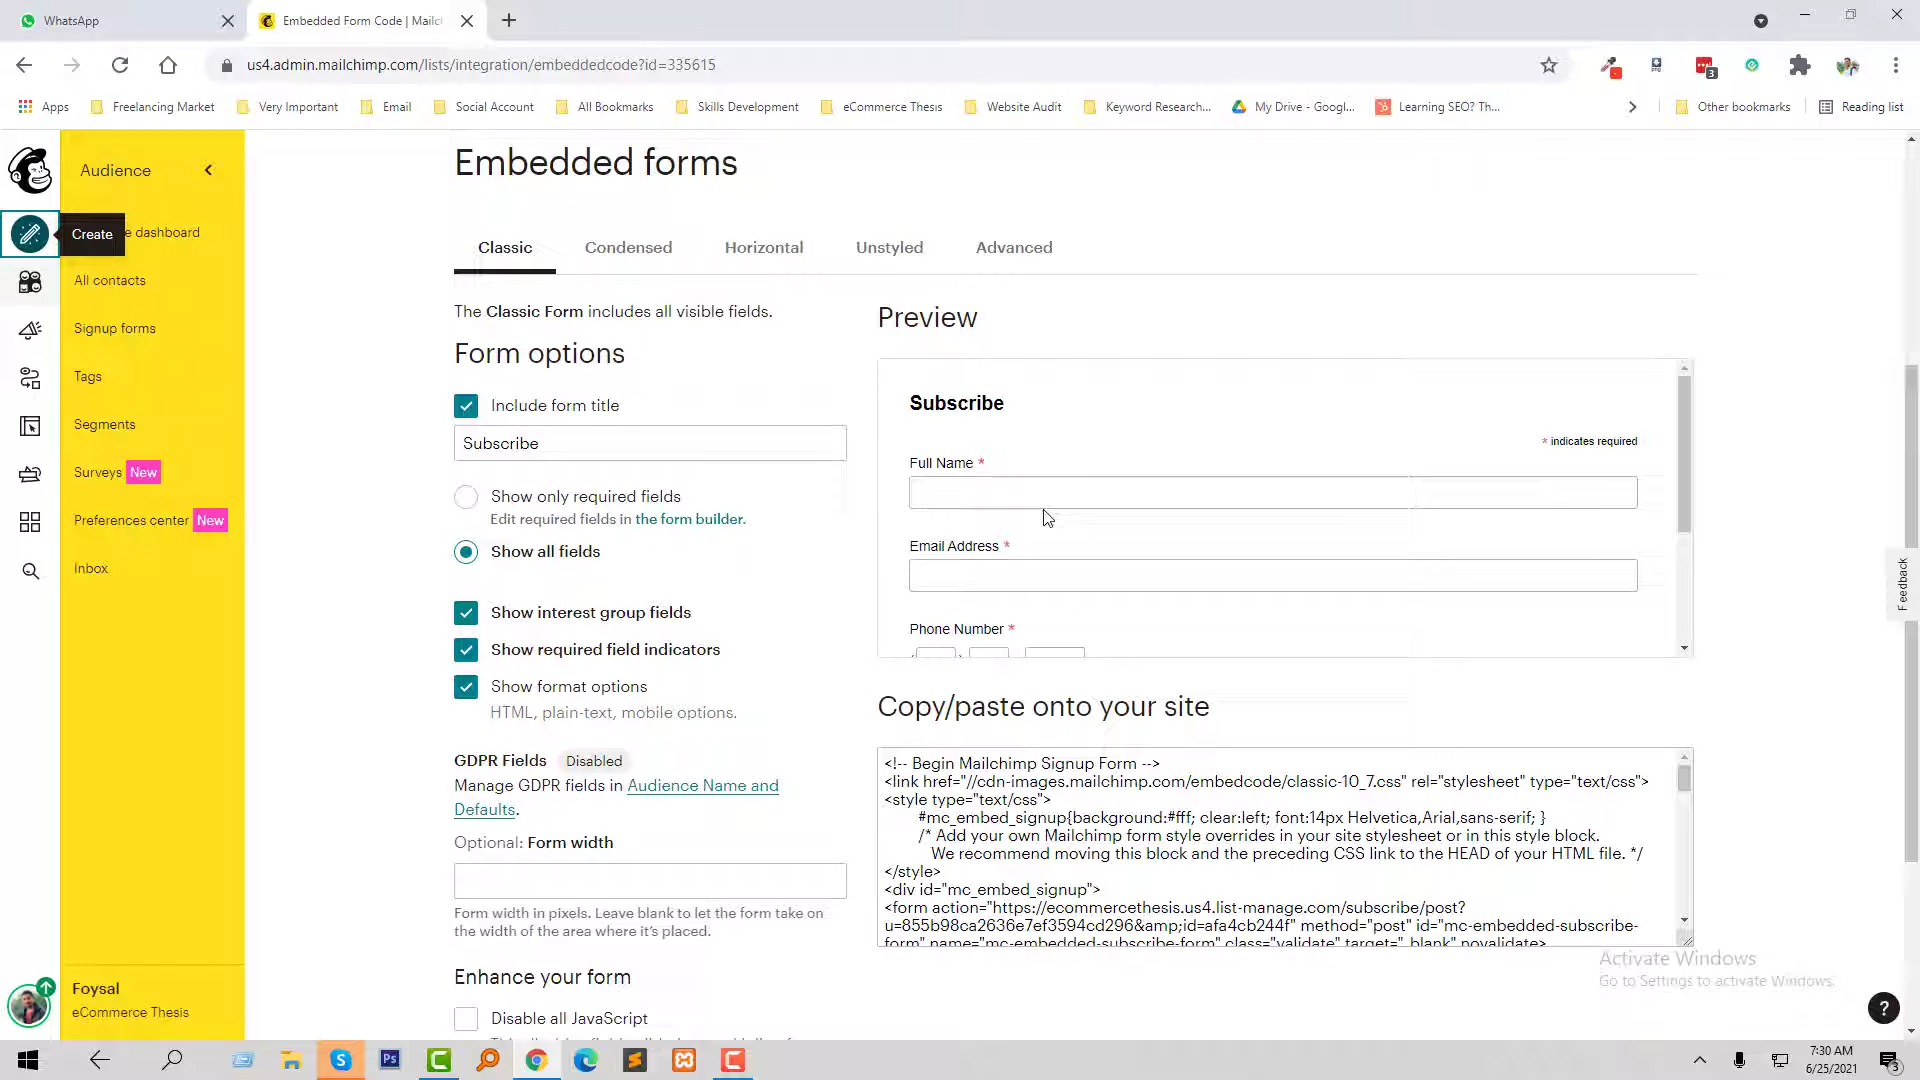 WhatsApp
Embedded Form Code | Mailch
us4.admin.mailchimp.com/lists/integration/embeddedcode?id=335615
3
Apps
Freelancing Market
Very Important
Email
Social Account
All Bookmarks
Skills Development
eCommerce Thesis
Website Audit
Keyword Research...
My Drive - Googl...
Learning SEO? Th...
Other bookmarks
Reading list
Audience
Create
e dashboard
All contacts
Signup forms
Tags
Segments
Surveys New
Preferences center New
Inbox
Foysal
eCommerce Thesis
Embedded forms
Classic
Condensed
Horizontal
Unstyled
Advanced
The Classic Form includes all visible fields.
Form options
Include form title
Subscribe
Show only required fields
Edit required fields in the form builder.
Show all fields
Show interest group fields
Show required field indicators
Show format options
HTML, plain-text, mobile options.
GDPR Fields Disabled
Manage GDPR fields in Audience Name and
Defaults.
Optional: Form width
Form width in pixels. Leave blank to let the form take on
the width of the area where it's placed.
Enhance your form
Disable all JavaScript
Preview
Subscribe
* indicates required
Full Name *
Email Address *
Phone Number *
Copy/paste onto your site
<!-- Begin Mailchimp Signup Form -->
<link href="//cdn-images.mailchimp.com/embedcode/classic-10_7.css" rel="stylesheet" type="text/css">
<style type="text/css">
#mc_embed_signup{background:#fff; clear:left; font:14px Helvetica,Arial,sans-serif; }
/* Add your own Mailchimp form style overrides in your site stylesheet or in this style block.
We recommend moving this block and the preceding CSS link to the HEAD of your HTML file. */
</style>
<div id="mc_embed_signup">
<form action="https://ecommercethesis.us4.list-manage.com/subscribe/post?
u=855b98ca2636e7ef3594cd296&amp;id=afa4cb244f" method="post" id="mc-embedded-subscribe-
form" name="mc-embedded-subscribe-form" class="validate" target="_blank" novalidate>
Feedback
Activate Windows
Go to Settings to activate Windows.
?
7:30 AM
6/25/2021
3